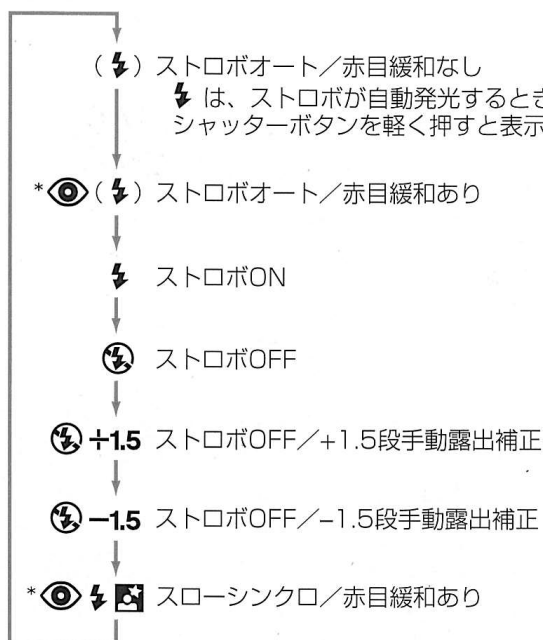 ( ) ストロボオート／赤目緩和なし
は、ストロボが自動発光するとき
シャッターボタンを軽く押すと表示
* ( ) ストロボオート／赤目緩和あり
ストロボON
ストロボOFF
+1.5 ストロボOFF／+1.5段手動露出補正
−1.5 ストロボOFF／−1.5段手動露出補正
* スローシンクロ／赤目緩和あり